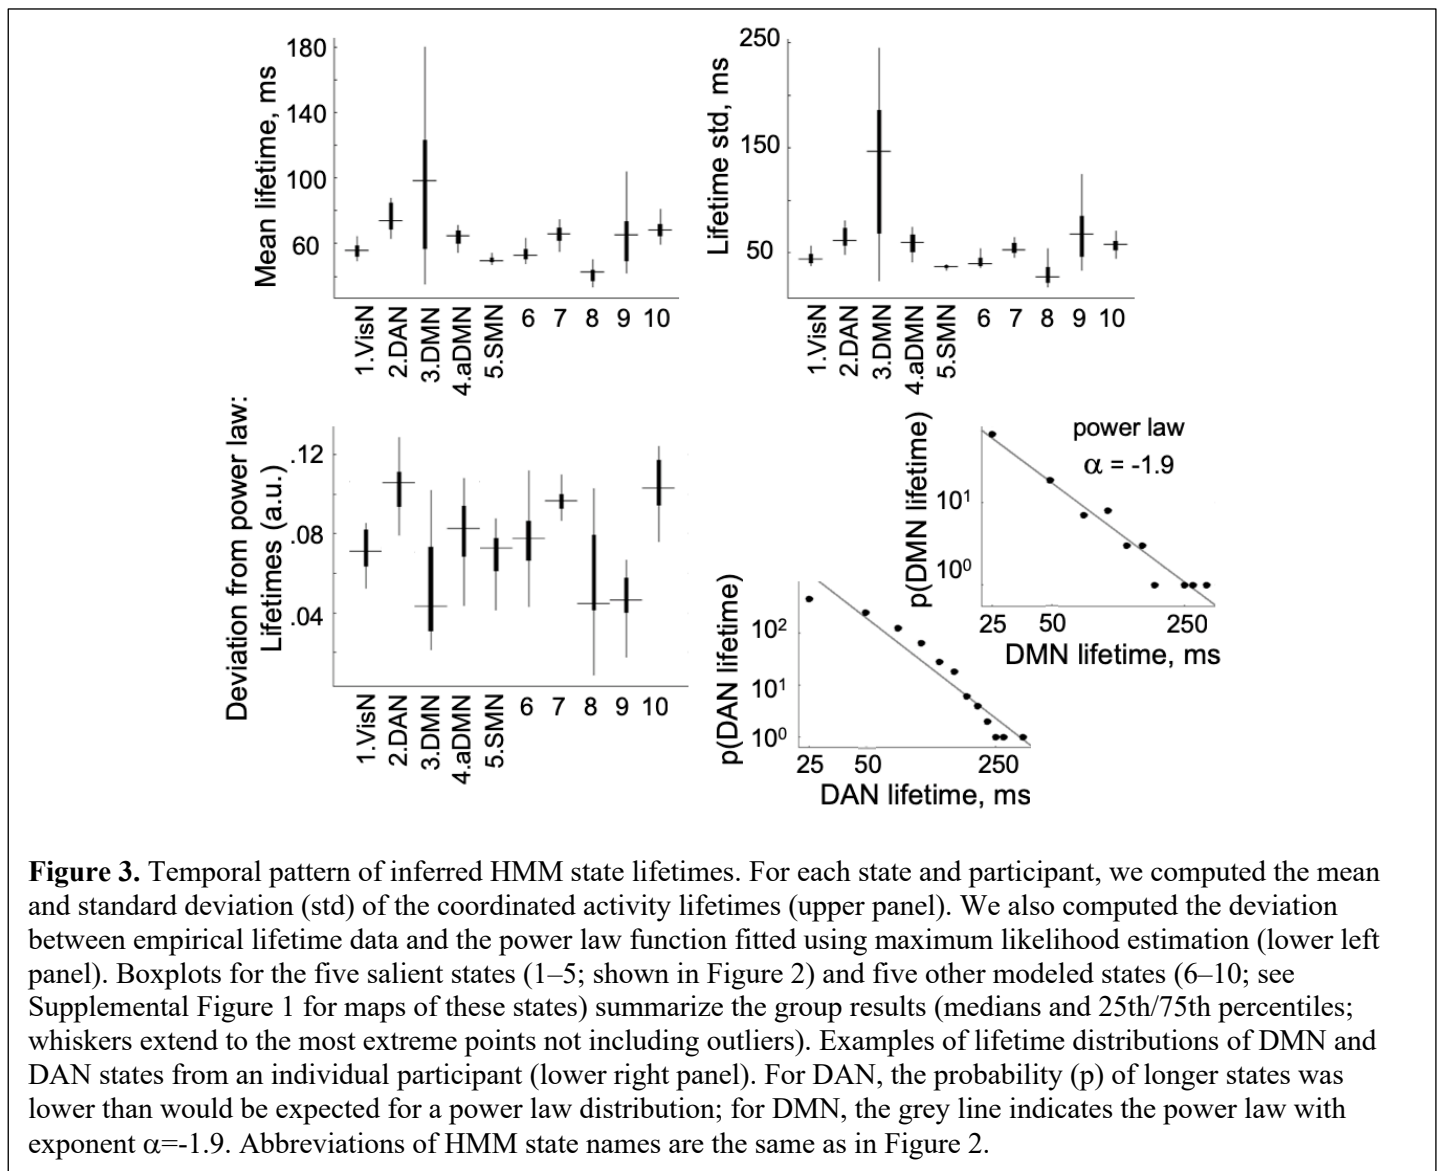 180
140
100
60
Mean lifetime, ms
1.VisN
2.DAN
3.DMN
4.aDMN
5.SMN
6
7
8
9
10
250
150
50
Lifetime std, ms
1.VisN
2.DAN
3.DMN
4.aDMN
5.SMN
6
7
8
9
10
Deviation from power law:
Lifetimes (a.u.)
.12
.08
.04
1.VisN
2.DAN
3.DMN
4.aDMN
5.SMN
6
7
8
9
10
p(DAN lifetime)
10²
10¹
10⁰
25
50
250
DAN lifetime, ms
p(DMN lifetime)
power law
α = -1.9
10¹
10⁰
25
50
250
DMN lifetime, ms
Figure 3. Temporal pattern of inferred HMM state lifetimes. For each state and participant, we computed the mean
and standard deviation (std) of the coordinated activity lifetimes (upper panel). We also computed the deviation
between empirical lifetime data and the power law function fitted using maximum likelihood estimation (lower left
panel). Boxplots for the five salient states (1–5; shown in Figure 2) and five other modeled states (6–10; see
Supplemental Figure 1 for maps of these states) summarize the group results (medians and 25th/75th percentiles;
whiskers extend to the most extreme points not including outliers). Examples of lifetime distributions of DMN and
DAN states from an individual participant (lower right panel). For DAN, the probability (p) of longer states was
lower than would be expected for a power law distribution; for DMN, the grey line indicates the power law with
exponent α=-1.9. Abbreviations of HMM state names are the same as in Figure 2.